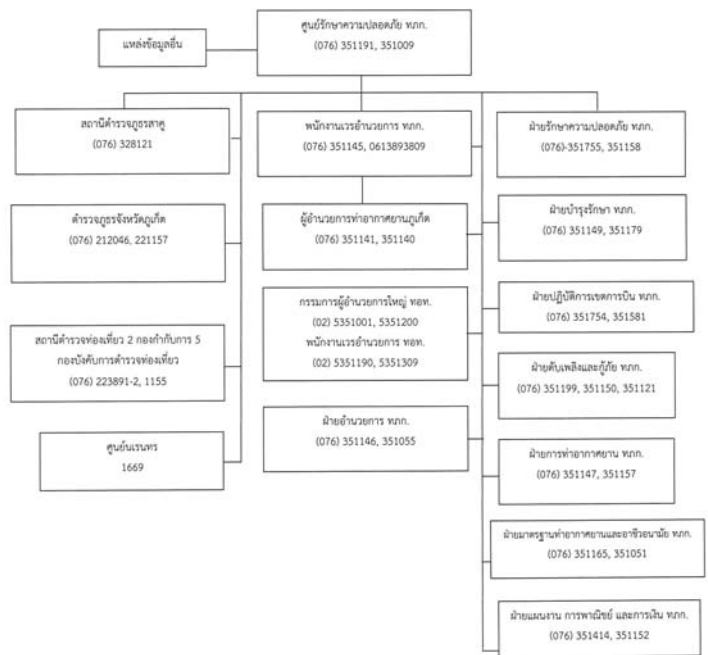 ศูนย์รักษาความปลอดภัย ทภก.
(076) 351191, 351009
แหล่งข้อมูลอื่น
สถานีตำรวจภูธรสาคู
(076) 328121
ตำรวจภูธรจังหวัดภูเก็ต
(076) 212046, 221157
สถานีตำรวจท่องเที่ยว 2 กองกำกับการ 5
กองบังคับการตำรวจท่องเที่ยว
(076) 223891-2, 1155
ศูนย์นเรนทร
1669
พนักงานเวรอำนวยการ ทภก.
(076) 351145, 0613893809
ผู้อำนวยการท่าอากาศยานภูเก็ต
(076) 351141, 351140
กรรมการผู้อำนวยการใหญ่ ทอท.
(02) 5351001, 5351200
พนักงานเวรอำนวยการ ทอท.
(02) 5351190, 5351309
ฝ่ายอำนวยการ ทภก.
(076) 351146, 351055
ฝ่ายรักษาความปลอดภัย ทภก.
(076)-351755, 351158
ฝ่ายบำรุงรักษา ทภก.
(076) 351149, 351179
ฝ่ายปฏิบัติการเขตการบิน ทภก.
(076) 351754, 351581
ฝ่ายดับเพลิงและกู้ภัย ทภก.
(076) 351199, 351150, 351121
ฝ่ายการท่าอากาศยาน ทภก.
(076) 351147, 351157
ฝ่ายมาตรฐานท่าอากาศยานและอาชีวอนามัย ทภก.
(076) 351165, 351051
ฝ่ายแผนงาน การพาณิชย์ และการเงิน ทภก.
(076) 351414, 351152